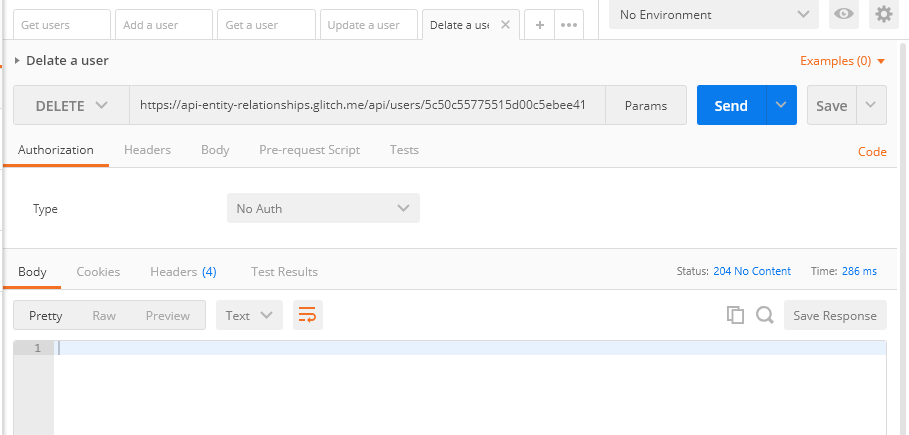 Get users Add a user Get a user Update a user Delate a use + ••• No Environment
Delate a user Examples (0)
DELETE https://api-entity-relationships.glitch.me/api/users/5c50c55775515d00c5ebee41 Params Send Save
Authorization Headers Body Pre-request Script Tests Code
Type No Auth
Body Cookies Headers (4) Test Results Status: 204 No Content Time: 286 ms
Pretty Raw Preview Text Save Response
1